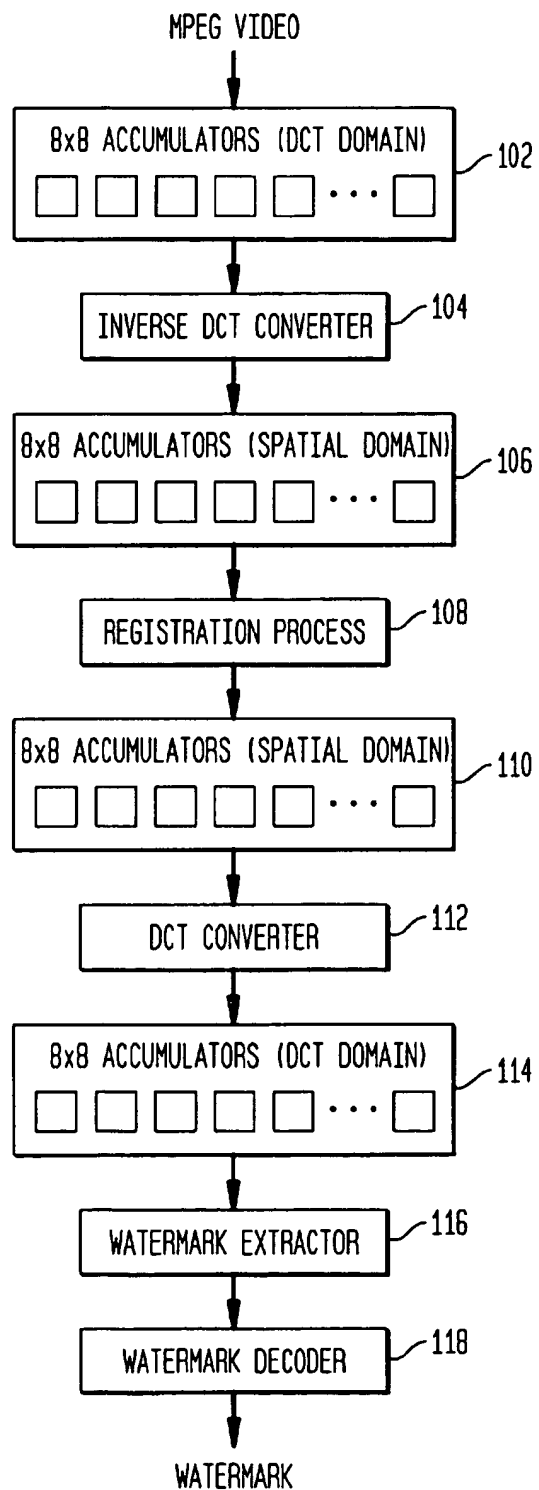 MPEG VIDEO
8x8 ACCUMULATORS (DCT DOMAIN)
102
INVERSE DCT CONVERTER
104
8x8 ACCUMULATORS (SPATIAL DOMAIN)
106
REGISTRATION PROCESS
108
8x8 ACCUMULATORS (SPATIAL DOMAIN)
110
DCT CONVERTER
112
8x8 ACCUMULATORS (DCT DOMAIN)
114
WATERMARK EXTRACTOR
116
WATERMARK DECODER
118
WATERMARK